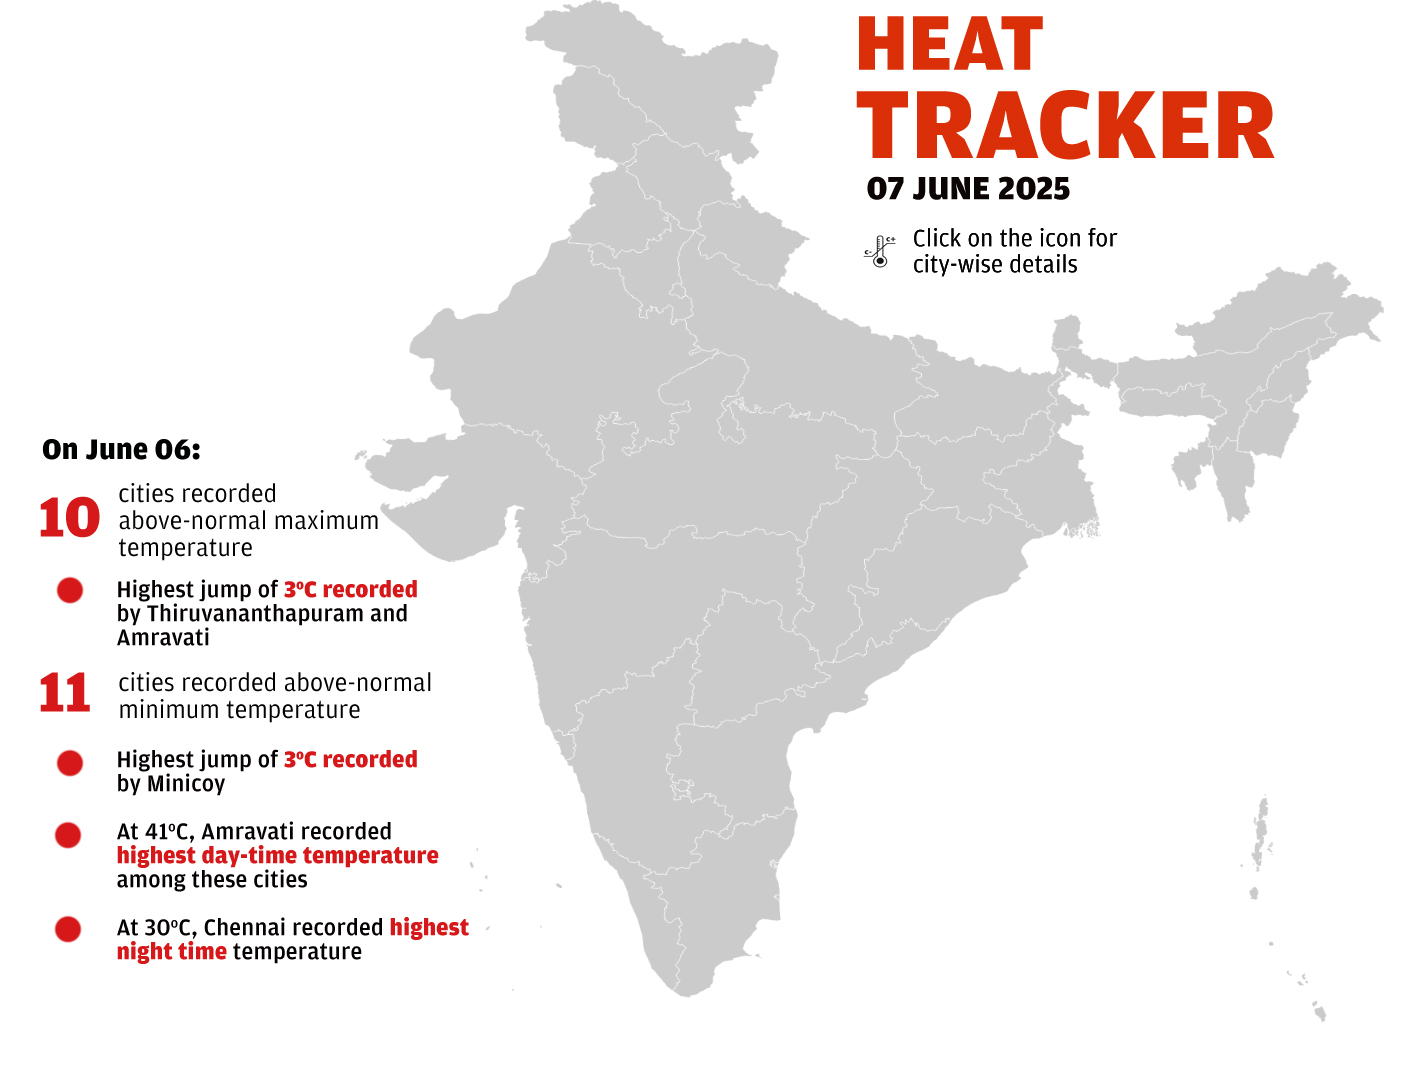 HEAT
TRACKER
07 JUNE 2025
c+
c-
Click on the icon for
city-wise details
On June 06:
10
cities recorded
above-normal maximum
temperature
Highest jump of 3ºC recorded
by Thiruvananthapuram and
Amravati
11
cities recorded above-normal
minimum temperature
Highest jump of 3ºC recorded
by Minicoy
At 41ºC, Amravati recorded
highest day-time temperature
among these cities
At 30ºC, Chennai recorded highest
night time temperature